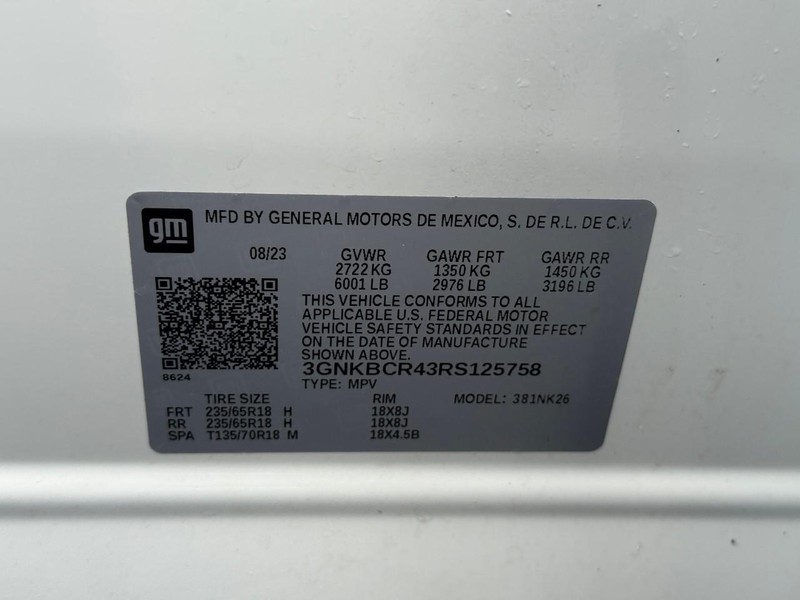 gm MFD BY GENERAL MOTORS DE MEXICO, S. DE R.L. DE C.V.
08/23 GVWR GAWR FRT GAWR RR
2722 KG 1350 KG 1450 KG
6001 LB 2976 LB 3196 LB
THIS VEHICLE CONFORMS TO ALL
APPLICABLE U.S. FEDERAL MOTOR
VEHICLE SAFETY STANDARDS IN EFFECT
ON THE DATE OF MANUFACTURE
SHOWN ABOVE.
3GNKBCR43RS125758
8624 TYPE: MPV
TIRE SIZE RIM MODEL: 381NK26
FRT 235/65R18 H 18X8J
RR 235/65R18 H 18X8J
SPA T135/70R18 M 18X4.5B